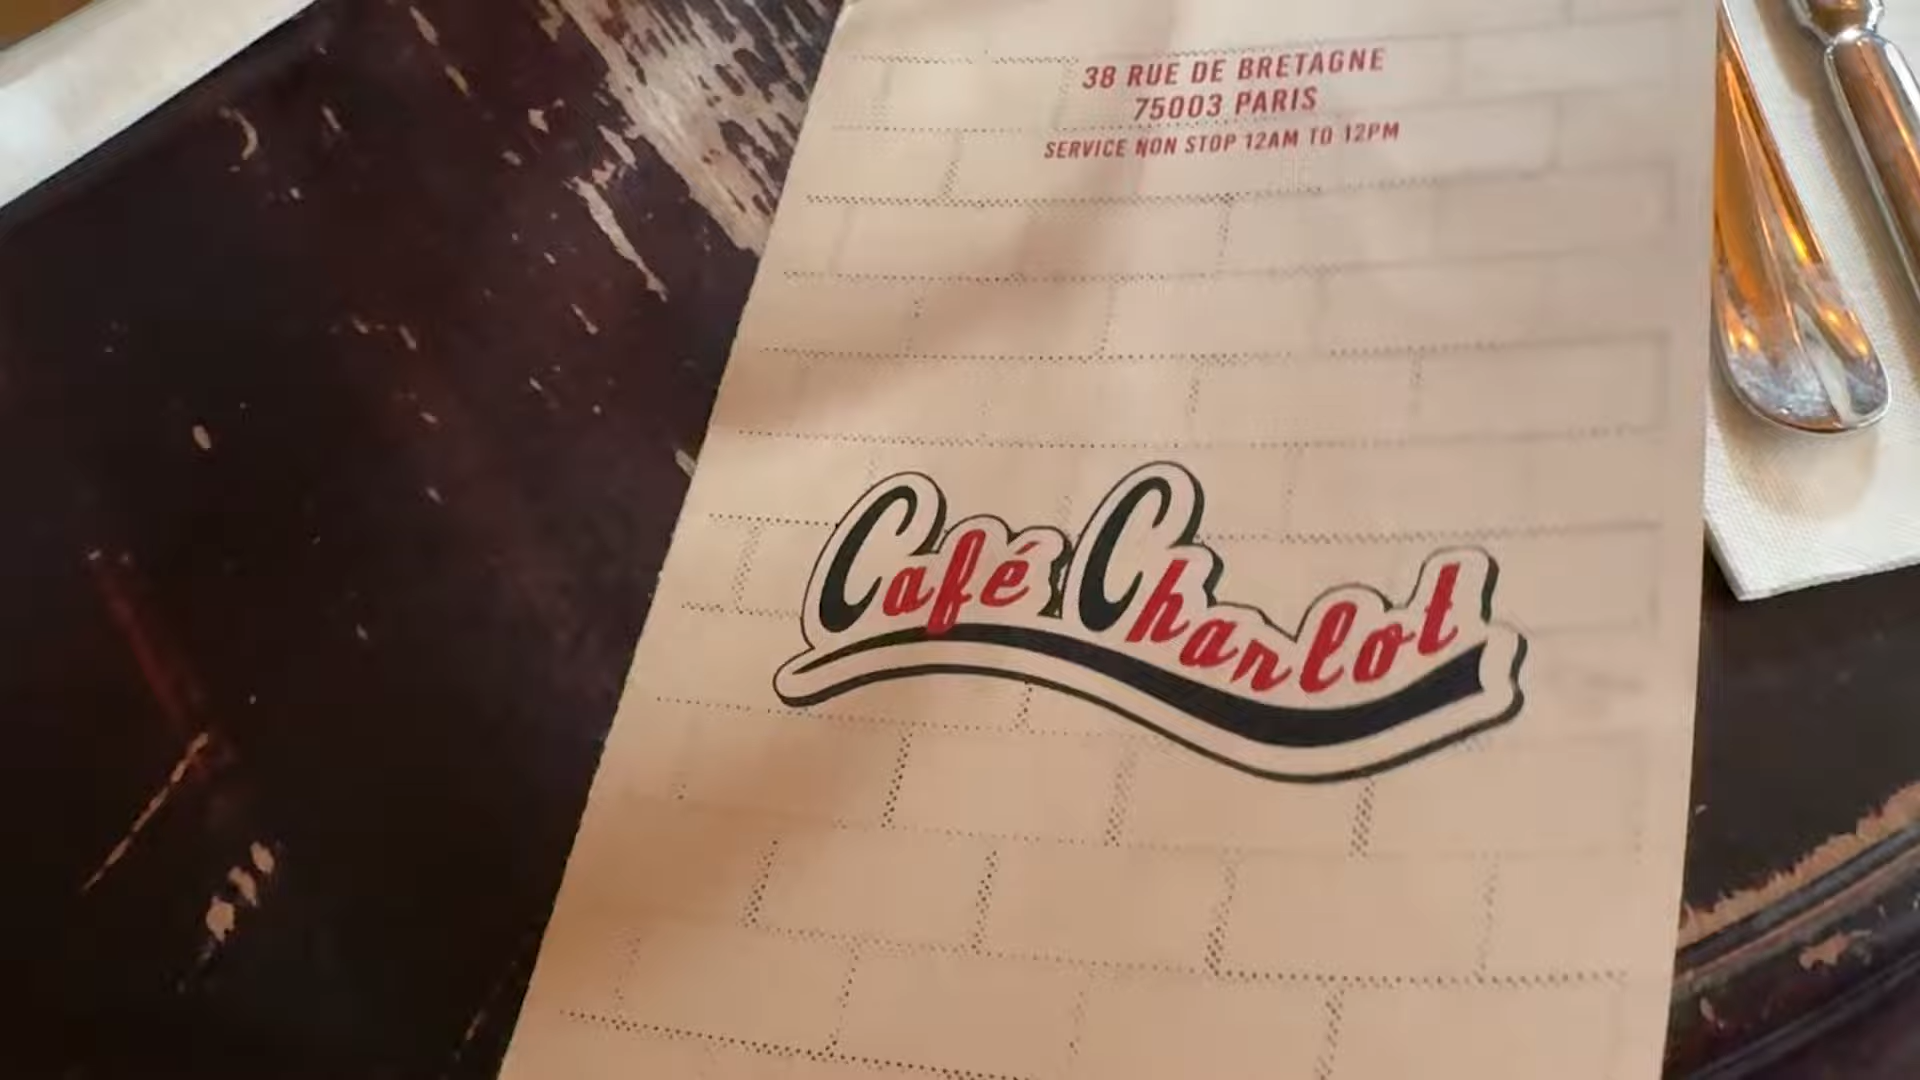 38 RUE DE BRETAGNE
75003 PARIS
SERVICE NON STOP 12AM TO 12PM
Café Charlot